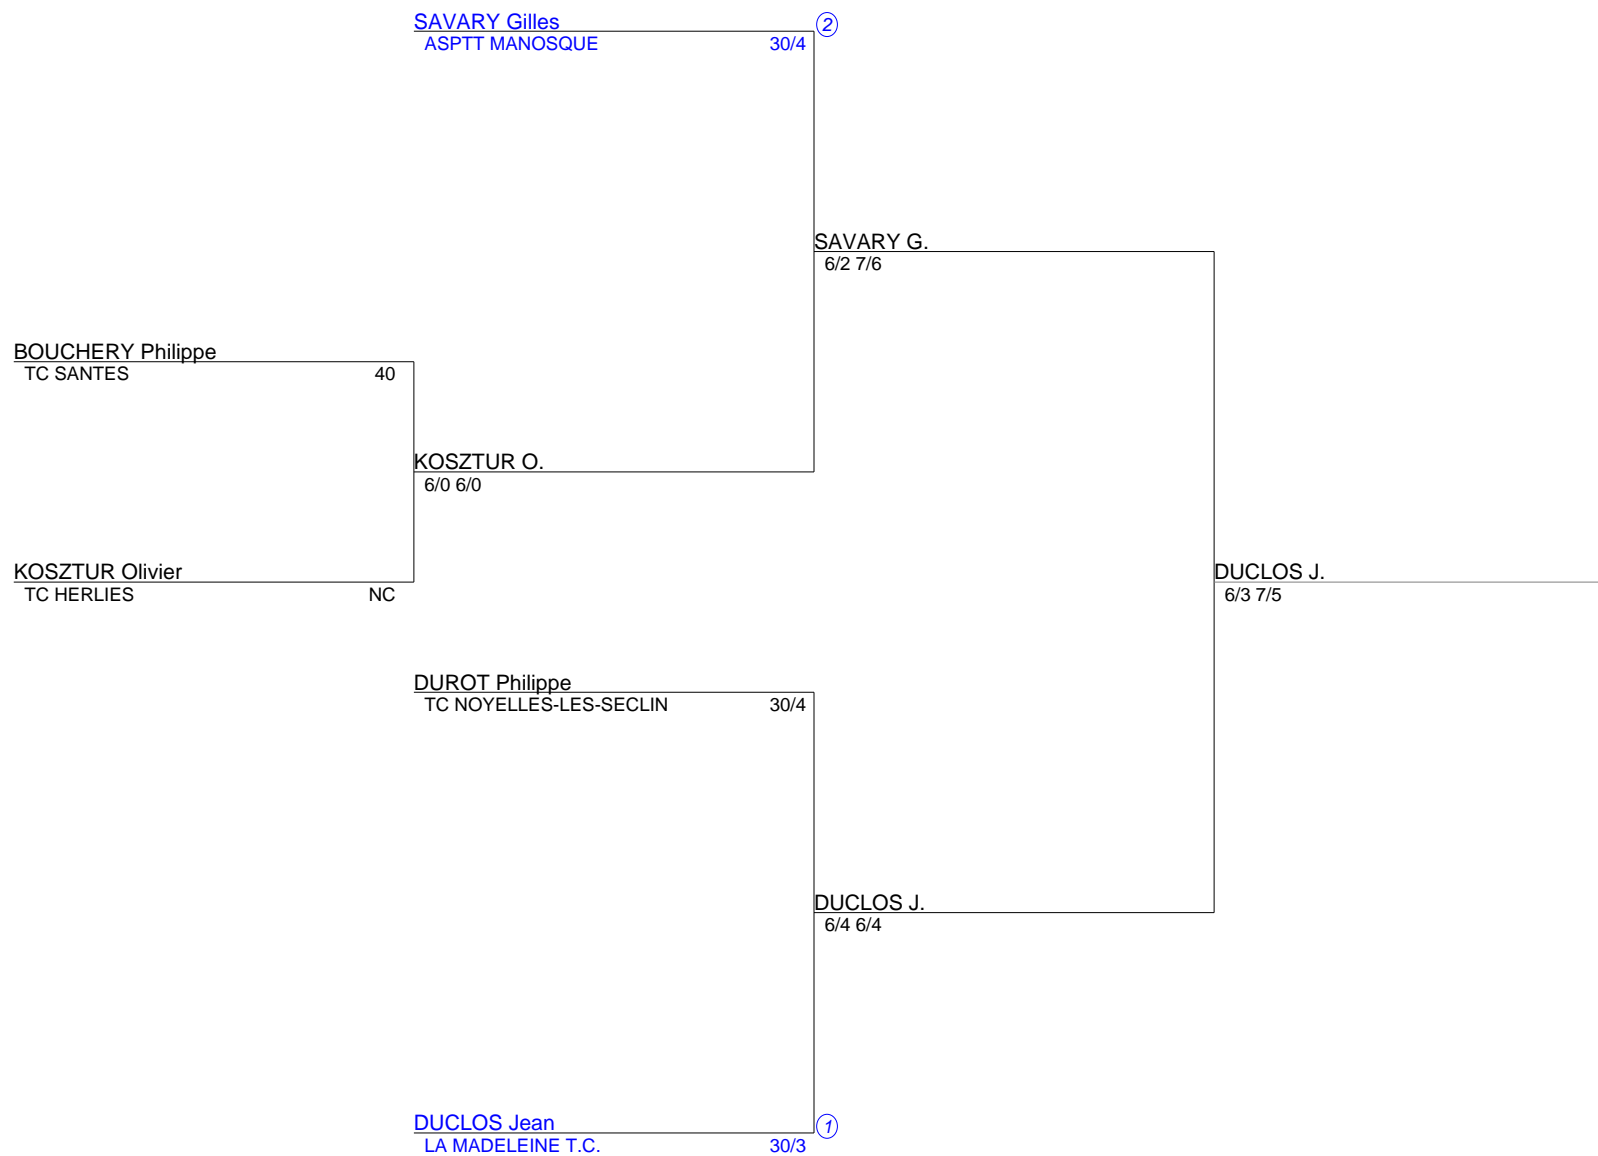 SAVARY Gilles
2
ASPTT MANOSQUE 30/4
SAVARY G.
6/2 7/6
BOUCHERY Philippe
TC SANTES 40
KOSZTUR O.
6/0 6/0
KOSZTUR Olivier
TC HERLIES NC
DUCLOS J.
6/3 7/5
DUROT Philippe
TC NOYELLES-LES-SECLIN 30/4
DUCLOS J.
6/4 6/4
DUCLOS Jean
1
LA MADELEINE T.C. 30/3